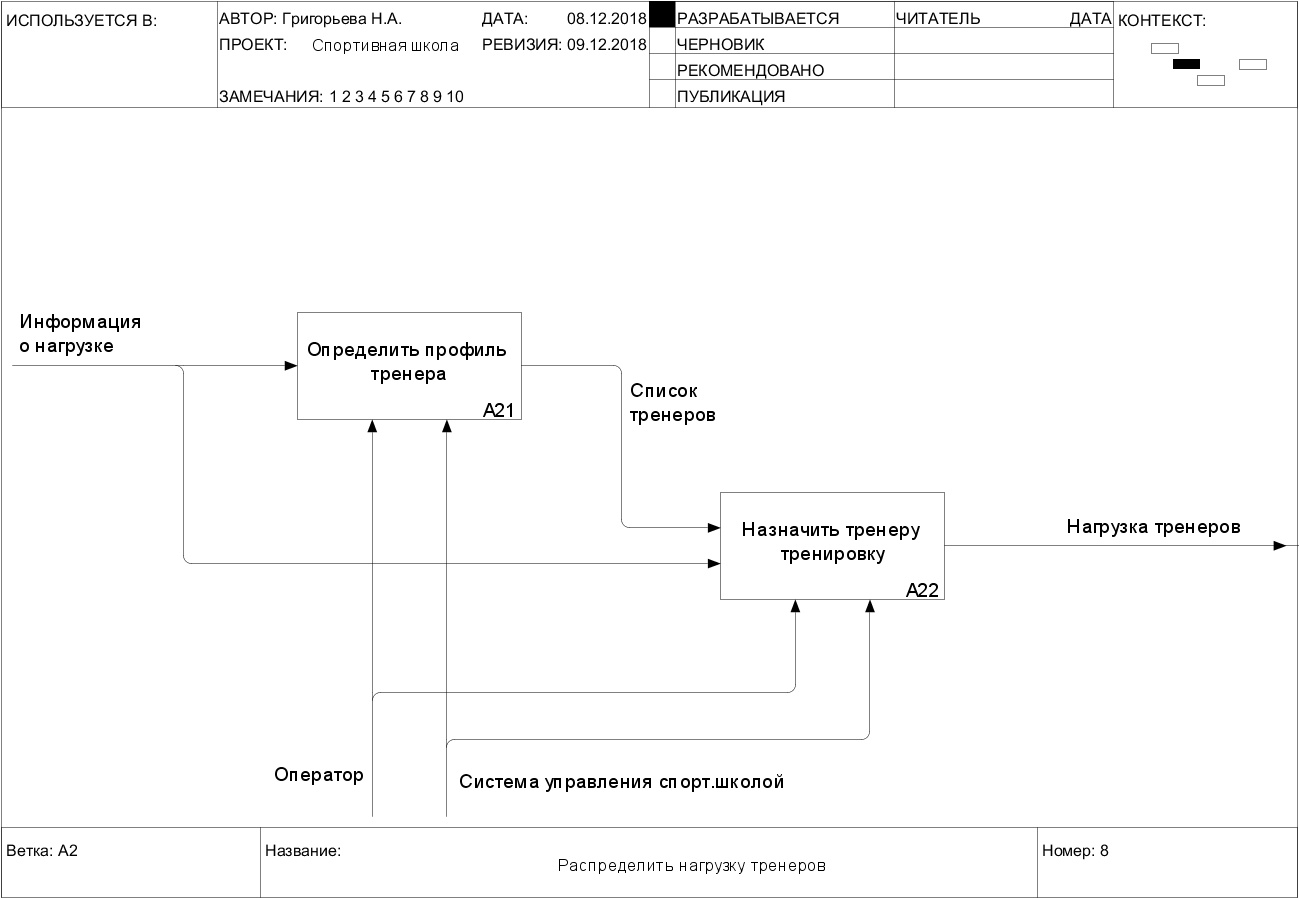 ИСПОЛЬЗУЕТСЯ В:
АВТОР: Григорьева Н.А.
ДАТА: 08.12.2018
ПРОЕКТ: Спортивная школа
РЕВИЗИЯ: 09.12.2018
ЗАМЕЧАНИЯ: 1 2 3 4 5 6 7 8 9 10
РАЗРАБАТЫВАЕТСЯ
ЧЕРНОВИК
РЕКОМЕНДОВАНО
ПУБЛИКАЦИЯ
ЧИТАТЕЛЬ
ДАТА
КОНТЕКСТ:
Информация
о нагрузке
Определить профиль
тренера
A21
Список
тренеров
Назначить тренеру
тренировку
A22
Нагрузка тренеров
Оператор
Система управления спорт.школой
Ветка: A2
Название:
Распределить нагрузку тренеров
Номер: 8